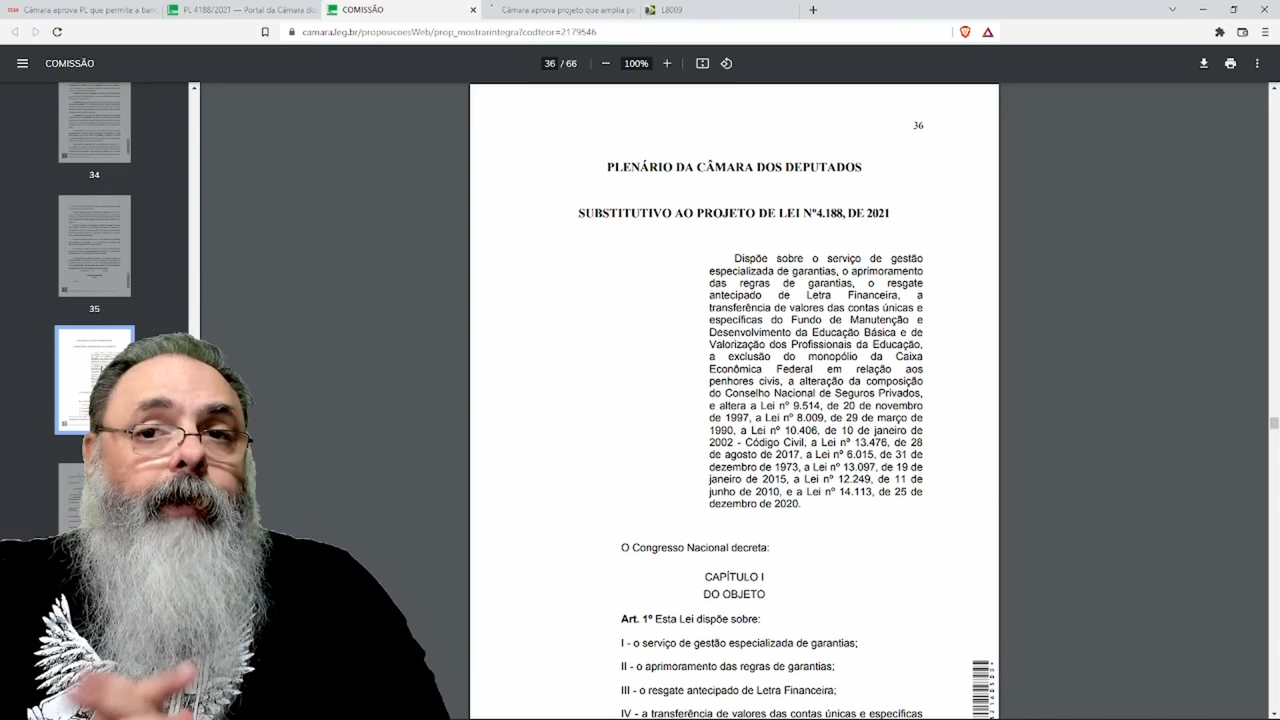 Câmara aprova PL que permite a banc
PL 4188/2021 — Portal da Câmara do
COMISSÃO
Câmara aprova projeto que amplia po
L8009
camara.leg.br/proposicoesWeb/prop_mostrarintegra?codteor=2179546
COMISSÃO
36 / 66
100%
34
35
36
PLENÁRIO DA CÂMARA DOS DEPUTADOS
SUBSTITUTIVO AO PROJETO DE LEI Nº4.188, DE 2021
Dispõe sobre o serviço de gestão
especializada de garantias, o aprimoramento
das regras de garantias, o resgate
antecipado de Letra Financeira, a
transferência de valores das contas únicas e
específicas do Fundo de Manutenção e
Desenvolvimento da Educação Básica e de
Valorização dos Profissionais da Educação,
a exclusão do monopólio da Caixa
Econômica Federal em relação aos
penhores civis, a alteração da composição
do Conselho Nacional de Seguros Privados,
e altera a Lei nº 9.514, de 20 de novembro
de 1997, a Lei nº 8.009, de 29 de março de
1990, a Lei nº 10.406, de 10 de janeiro de
2002 - Código Civil, a Lei nº 13.476, de 28
de agosto de 2017, a Lei nº 6.015, de 31 de
dezembro de 1973, a Lei nº 13.097, de 19 de
janeiro de 2015, a Lei nº 12.249, de 11 de
junho de 2010, e a Lei nº 14.113, de 25 de
dezembro de 2020.
O Congresso Nacional decreta:
CAPÍTULO I
DO OBJETO
Art. 1º Esta Lei dispõe sobre:
I - o serviço de gestão especializada de garantias;
II - o aprimoramento das regras de garantias;
III - o resgate antecipado de Letra Financeira;
IV - a transferência de valores das contas únicas e específicas